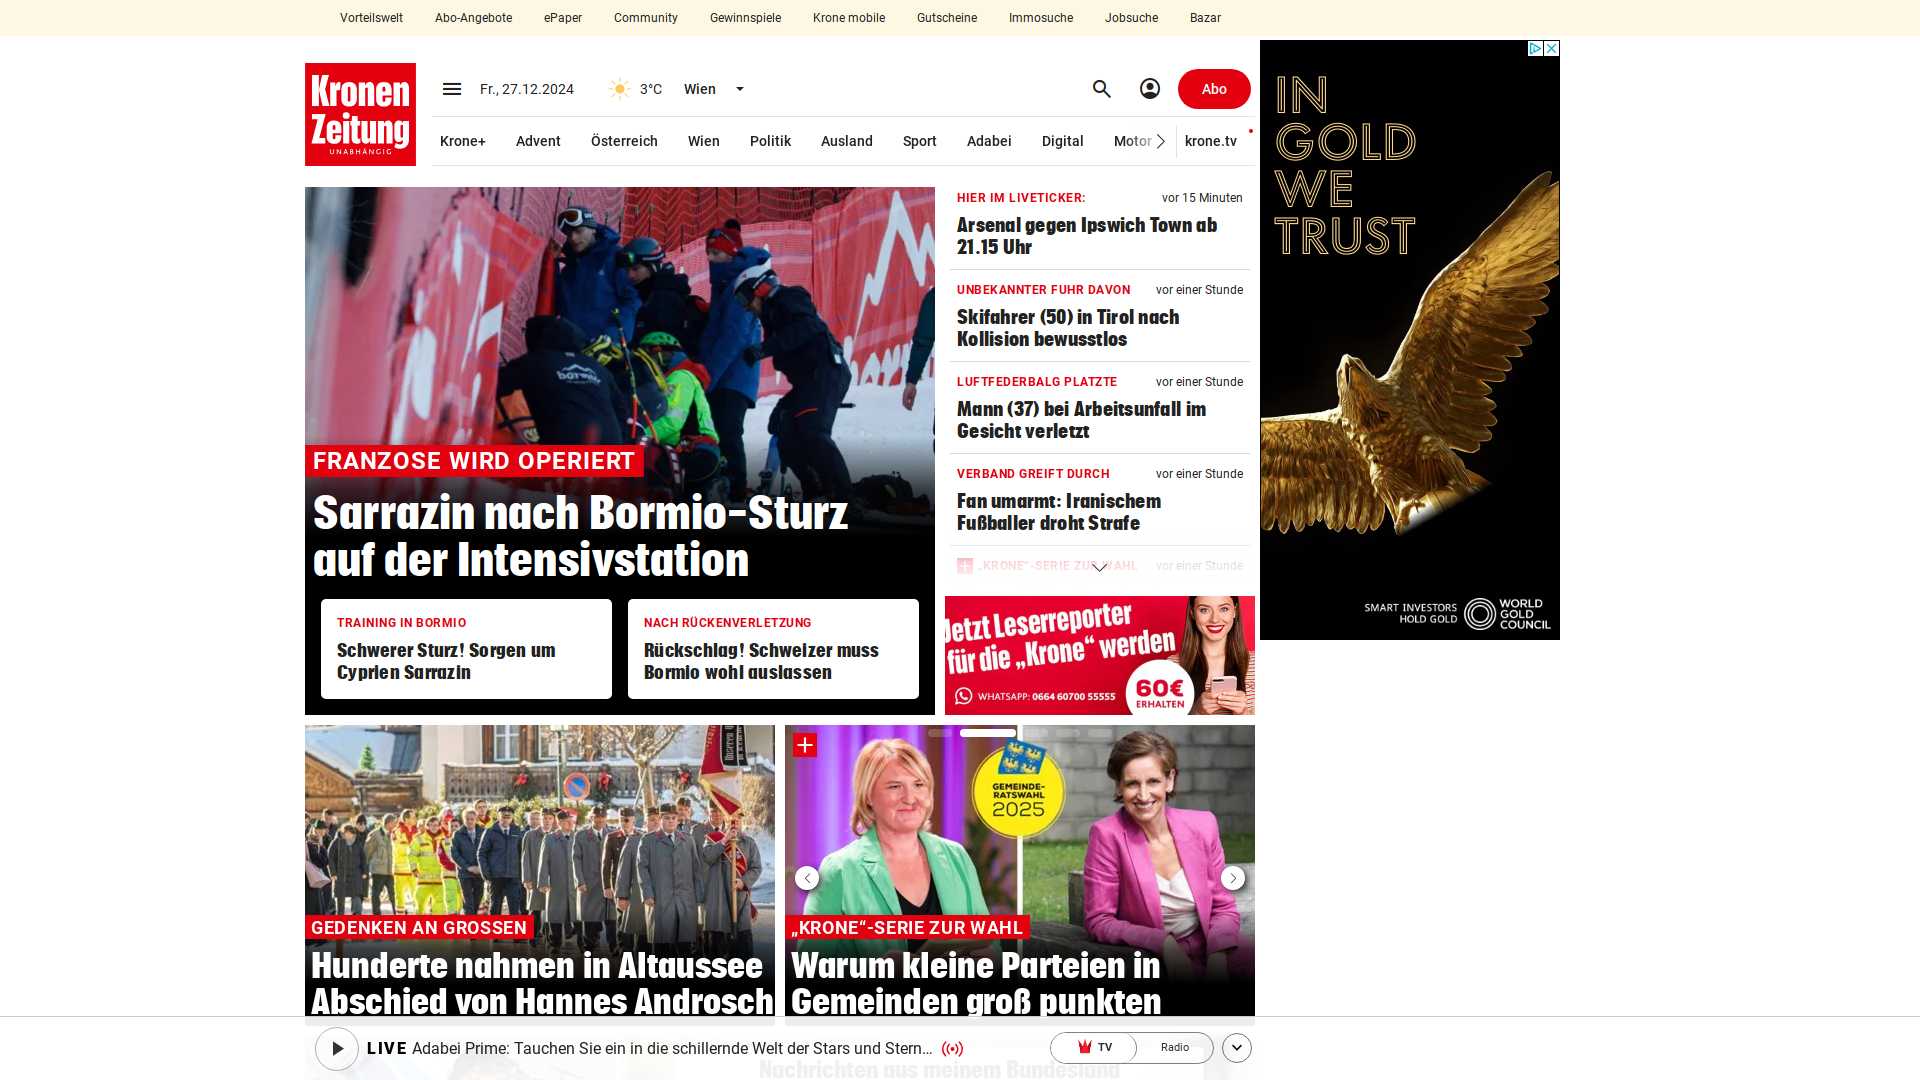 Vorteilswelt Abo-Angebote ePaper Community Gewinnspiele Krone mobile Gutscheine Immosuche Jobsuche Bazar
Kronen
Zeitung
UNABHÄNGIG
Fr., 27.12.2024 3°C Wien
Abo
Krone+ Advent Österreich Wien Politik Ausland Sport Adabei Digital Motor krone.tv
FRANZOSE WIRD OPERIERT
Sarrazin nach Bormio-Sturz
auf der Intensivstation
TRAINING IN BORMIO
Schwerer Sturz! Sorgen um
Cyprien Sarrazin
NACH RÜCKENVERLETZUNG
Rückschlag! Schweizer muss
Bormio wohl auslassen
HIER IM LIVETICKER: vor 15 Minuten
Arsenal gegen Ipswich Town ab
21.15 Uhr
UNBEKANNTER FUHR DAVON vor einer Stunde
Skifahrer (50) in Tirol nach
Kollision bewusstlos
LUFTFEDERBALG PLATZTE vor einer Stunde
Mann (37) bei Arbeitsunfall im
Gesicht verletzt
VERBAND GREIFT DURCH vor einer Stunde
Fan umarmt: Iranischem
Fußballer droht Strafe
„KRONE“-SERIE ZUR WAHL vor einer Stunde
Jetzt Leserreporter
für die „Krone“ werden
WHATSAPP: 0664 60700 55555
60€
ERHALTEN
IN
GOLD
WE
TRUST
SMART INVESTORS
HOLD GOLD
WORLD
GOLD
COUNCIL
GEDENKEN AN GROSSEN
Hunderte nahmen in Altaussee
Abschied von Hannes Androsch
GEMEINDE-
RATSWAHL
2025
„KRONE“-SERIE ZUR WAHL
Warum kleine Parteien in
Gemeinden groß punkten
LIVE Adabei Prime: Tauchen Sie ein in die schillernde Welt der Stars und Stern...
TV Radio
Nachrichten aus meinem Bundesland